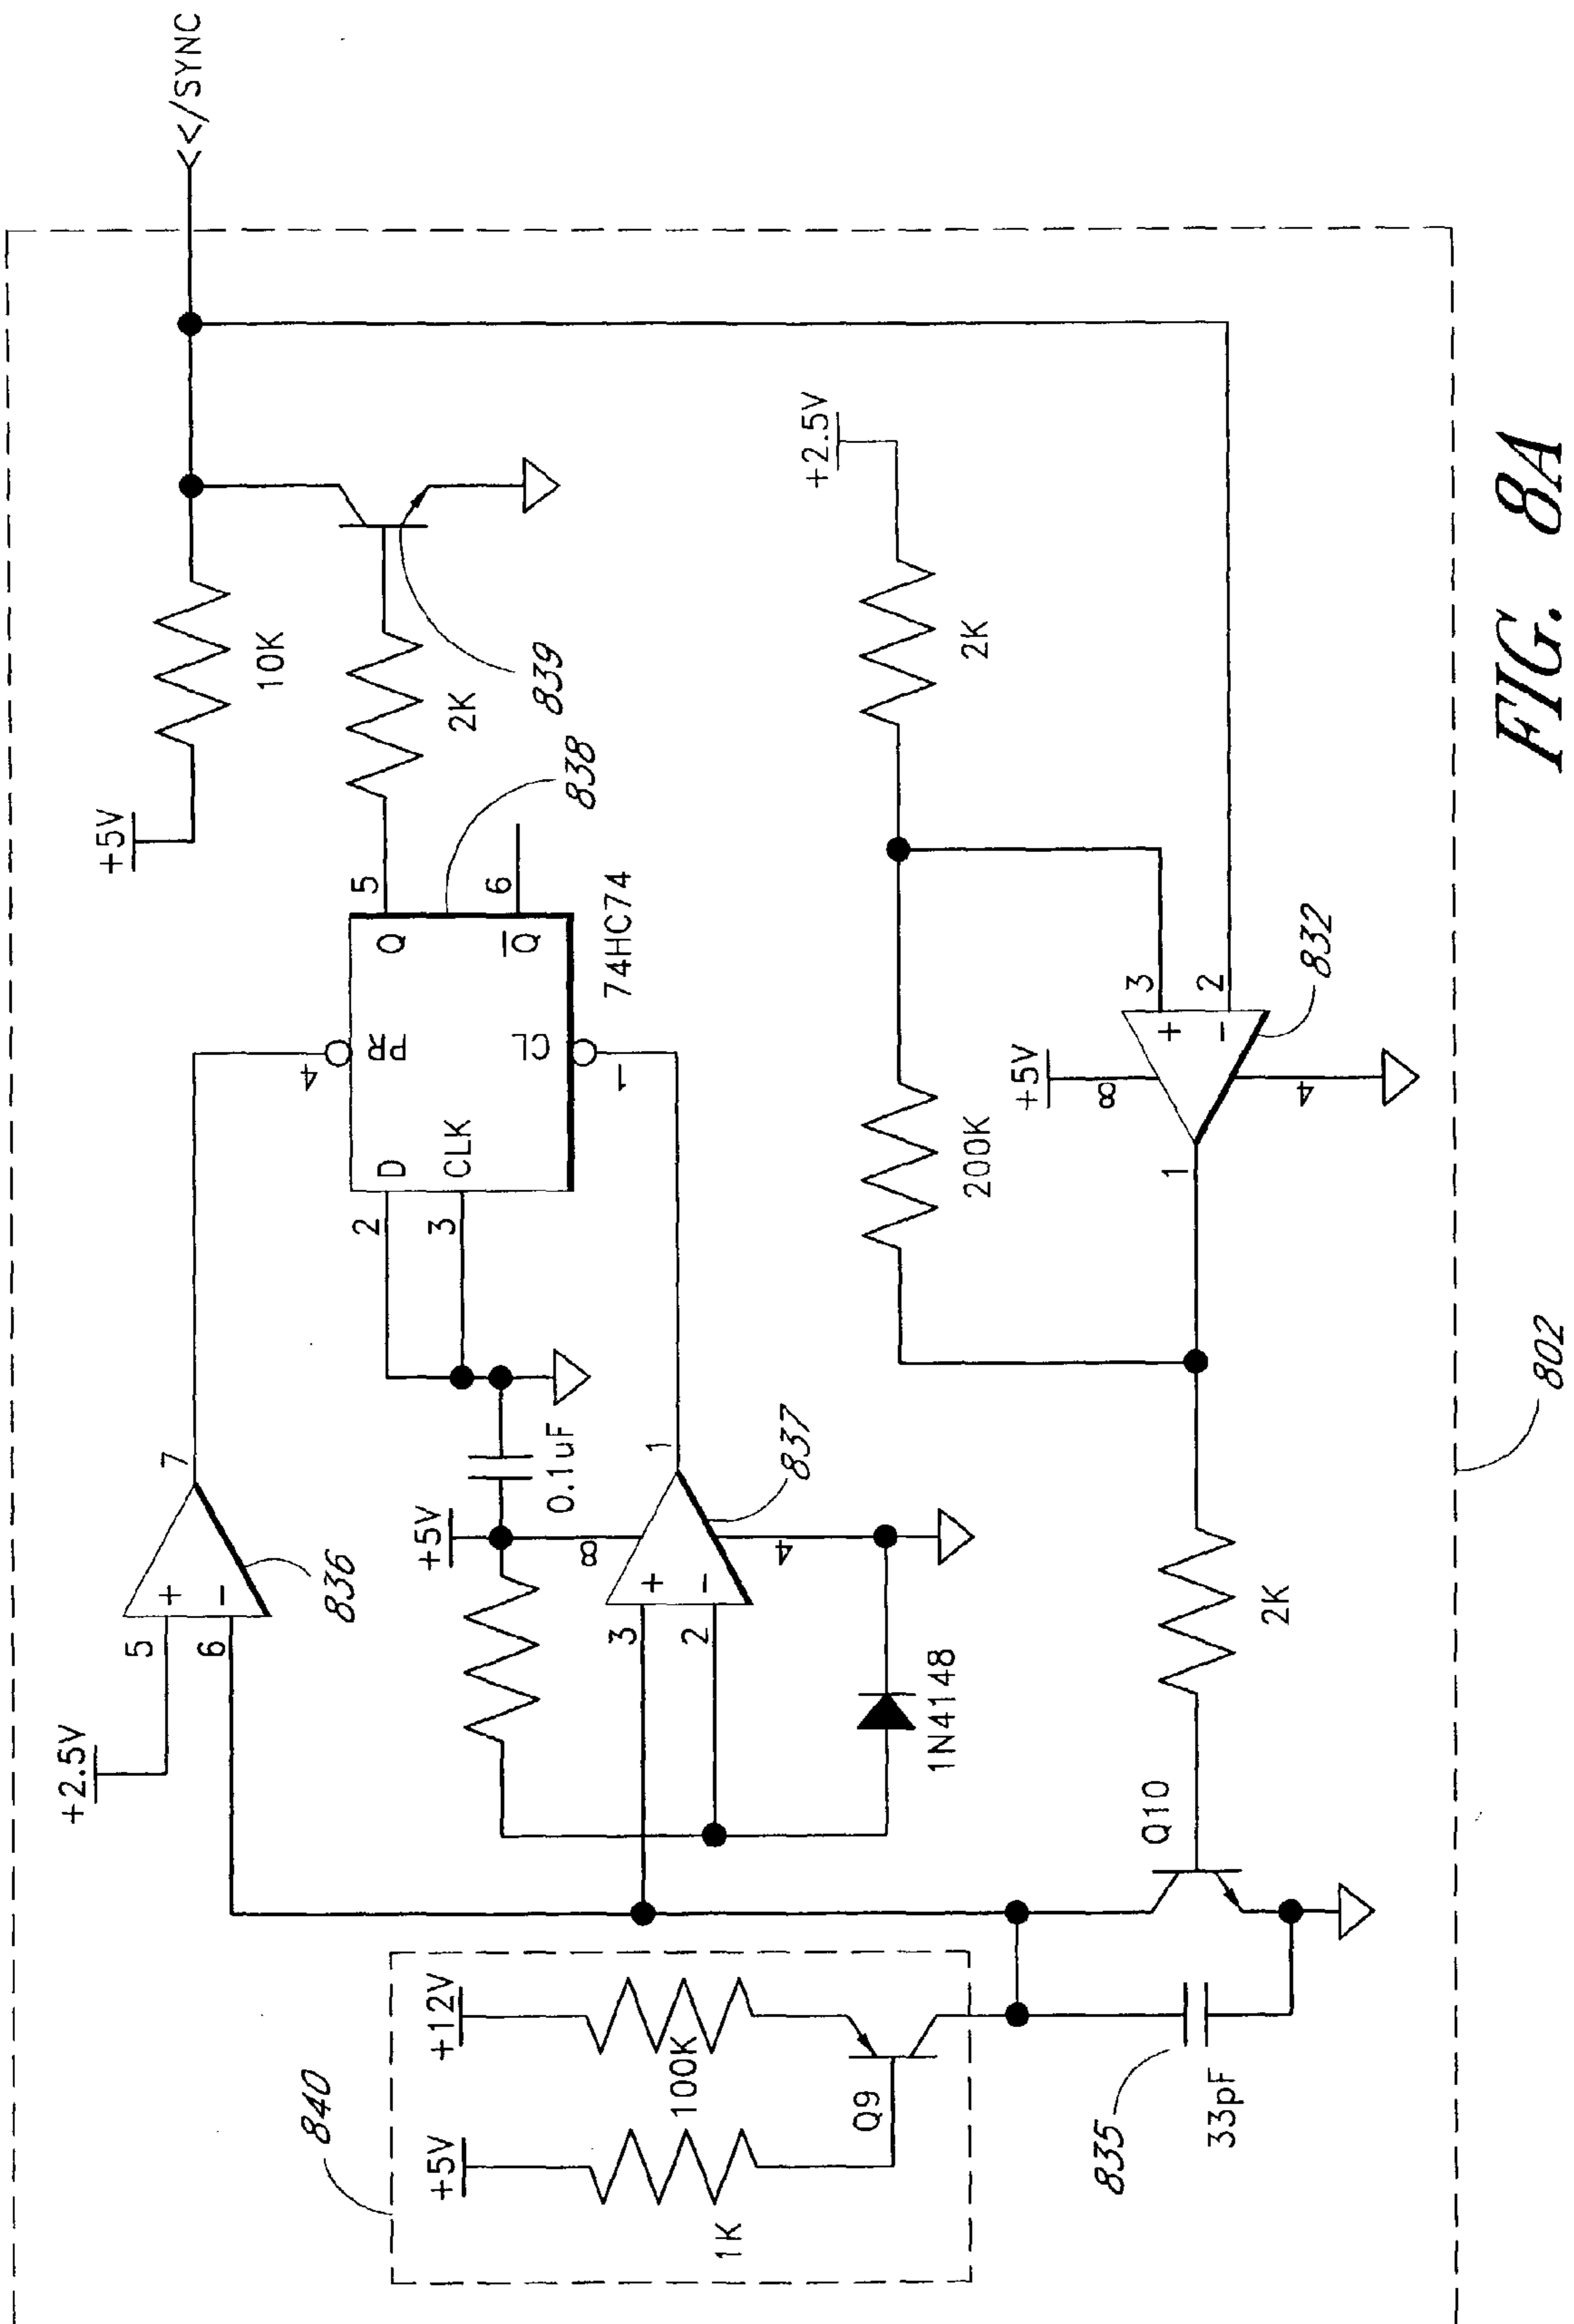 <</SYNC
+5V
10K
2K
839
838
5
Q
6
Q
74HC74
PR
4
CL
1
D
CLK
2
3
7
+
-
5
6
836
+2.5V
+5V
0.1uF
8
+
-
3
2
1
4
837
1N4148
+2.5V
2K
200K
3
2
+
-
832
+5V
8
4
1
2K
Q10
840
+12V
100K
+5V
1K
Q9
835
33pF
802
FIG. 8A